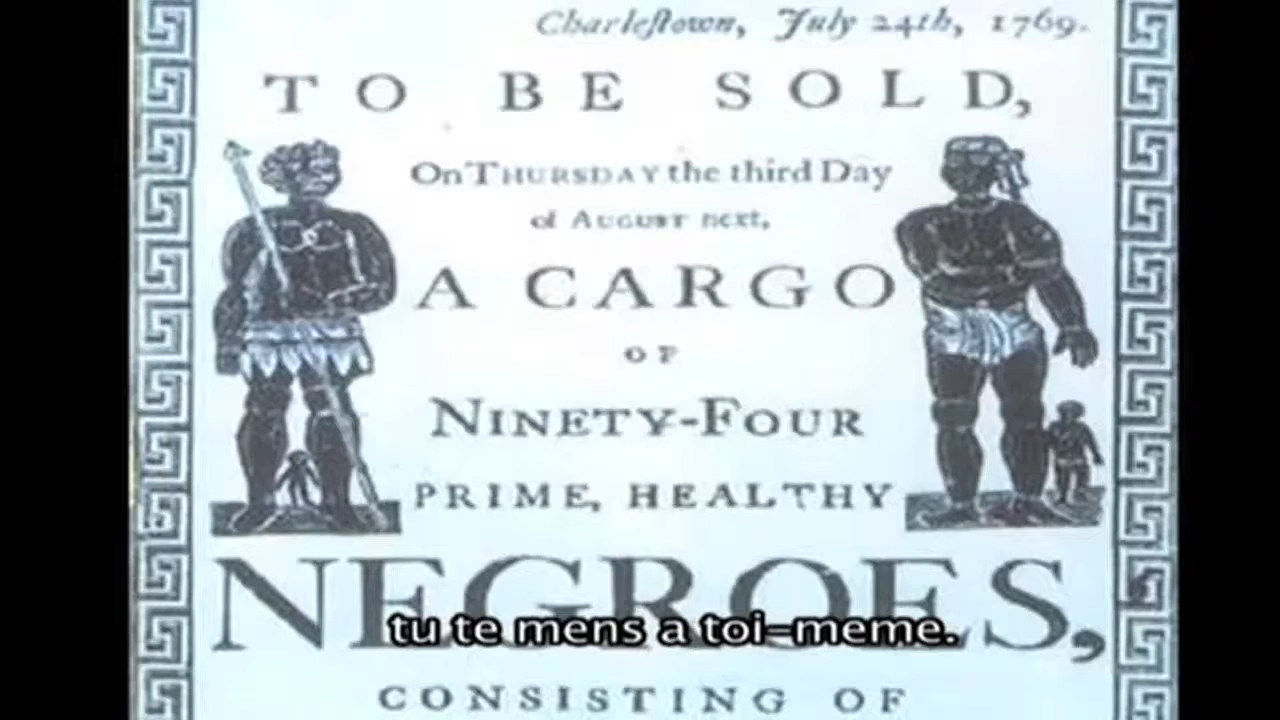 Charlestown, July 24th, 1769.
TO BE SOLD,
On THURSDAY the third Day
of AUGUST next,
A CARGO
OF
NINETY-FOUR
PRIME, HEALTHY
NEGROES,
tu te mens a toi-meme.
CONSISTING OF